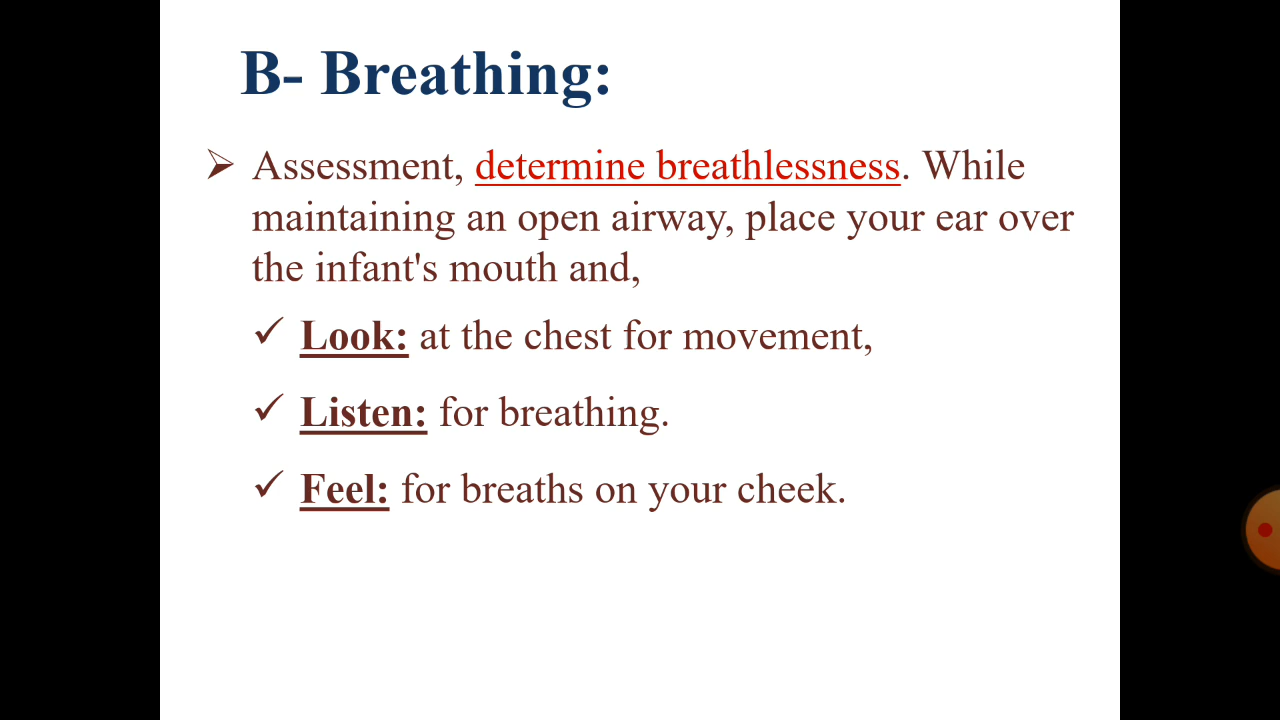 B- Breathing:
Assessment, determine breathlessness. While
maintaining an open airway, place your ear over
the infant's mouth and,
Look: at the chest for movement,
Listen: for breathing.
Feel: for breaths on your cheek.